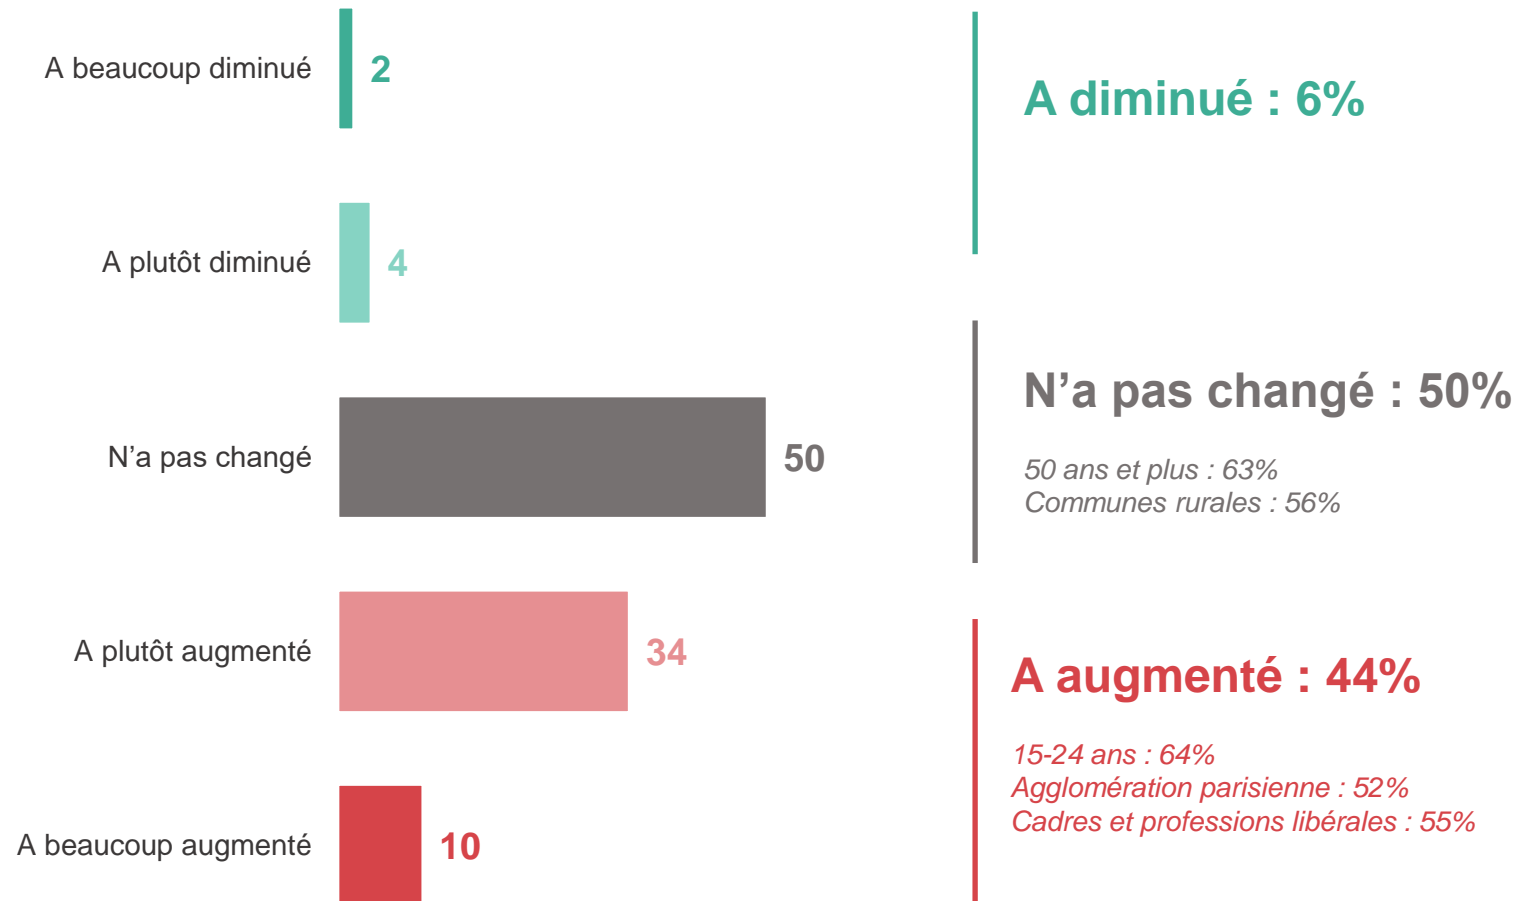 A beaucoup diminué
2
A diminué : 6%
A plutôt diminué
4
N’a pas changé
50
N’a pas changé : 50%
50 ans et plus : 63%
Communes rurales : 56%
A plutôt augmenté
34
A augmenté : 44%
15-24 ans : 64%
Agglomération parisienne : 52%
Cadres et professions libérales : 55%
A beaucoup augmenté
10